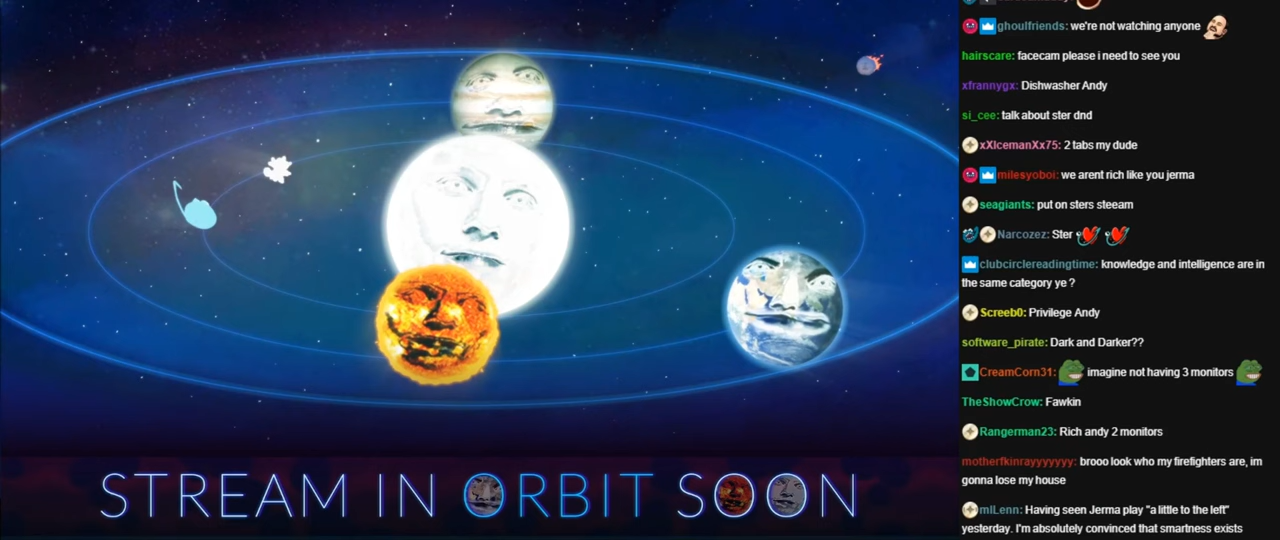 ghoulfriends: we're not watching anyone
hairscare: facecam please i need to see you
xfrannygx: Dishwasher Andy
si_cee: talk about ster dnd
xXIcemanXx75: 2 tabs my dude
milesyoboi: we arent rich like you jerma
seagiants: put on sters steeam
Narcozez: Ster
clubcirclereadingtime: knowledge and intelligence are in
the same category ye ?
Screeb0: Privilege Andy
software_pirate: Dark and Darker??
CreamCorn31: imagine not having 3 monitors
TheShowCrow: Fawkin
Rangerman23: Rich andy 2 monitors
motherfkinrayyyyyyy: brooo look who my firefighters are, im
gonna lose my house
mlLenn: Having seen Jerma play "a little to the left"
yesterday. I'm absolutely convinced that smartness exists
STREAM IN ORBIT SOON